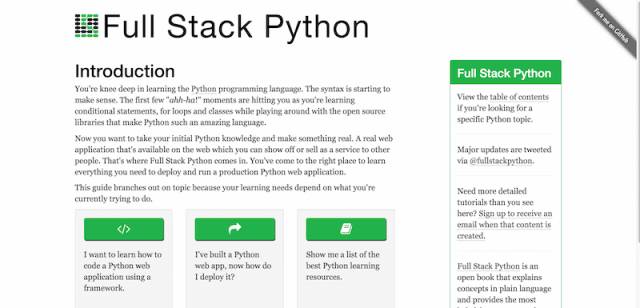 Full Stack Python
Fork me on GitHub
Introduction
You're knee deep in learning the Python programming language. The syntax is starting to
make sense. The first few "ahh-ha!" moments are hitting you as you're learning
conditional statements, for loops and classes while playing around with the open source
libraries that make Python such an amazing language.
Now you want to take your initial Python knowledge and make something real. A real web
application that's available on the web which you can show off or sell as a service to other
people. That's where Full Stack Python comes in. You've come to the right place to learn
everything you need to deploy and run a production Python web application.
This guide branches out on topic because your learning needs depend on what you're
currently trying to do.
I want to learn how to
code a Python web
application using a
framework.
I've built a Python
web app, now how do
I deploy it?
Show me a list of the
best Python learning
resources.
Full Stack Python
View the table of contents
if you're looking for a
specific Python topic.
Major updates are tweeted
via @fullstackpython.
Need more detailed
tutorials than you see
here? Sign up to receive an
email when that content is
created.
Full Stack Python is an
open book that explains
concepts in plain language
and provides the most